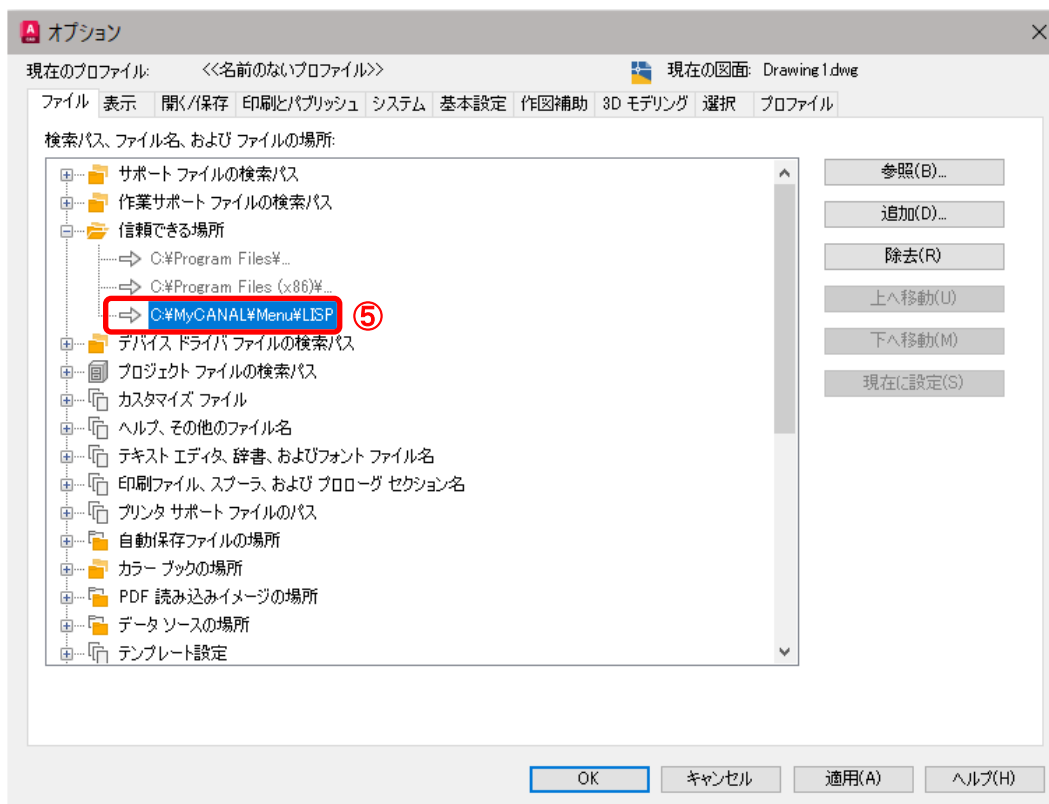 オプション
現在のプロファイル: <<名前のないプロファイル>> 現在の図面: Drawing1.dwg
ファイル 表示 開く/保存 印刷とパブリッシュ システム 基本設定 作図補助 3D モデリング 選択 プロファイル
検索パス、ファイル名、および ファイルの場所:
サポート ファイルの検索パス
作業サポート ファイルの検索パス
信頼できる場所
C:¥Program Files¥...
C:¥Program Files (x86)¥...
C:¥MyCANAL¥Menu¥LISP ⑤
デバイス ドライバ ファイルの検索パス
プロジェクト ファイルの検索パス
カスタマイズ ファイル
ヘルプ、その他のファイル名
テキスト エディタ、辞書、およびフォント ファイル名
印刷ファイル、スプーラ、および プロローグ セクション名
プリンタ サポート ファイルのパス
自動保存ファイルの場所
カラー ブックの場所
PDF 読み込みイメージの場所
データ ソースの場所
テンプレート設定
参照(B)...
追加(D)...
除去(R)
上へ移動(U)
下へ移動(M)
現在に設定(S)
OK キャンセル 適用(A) ヘルプ(H)